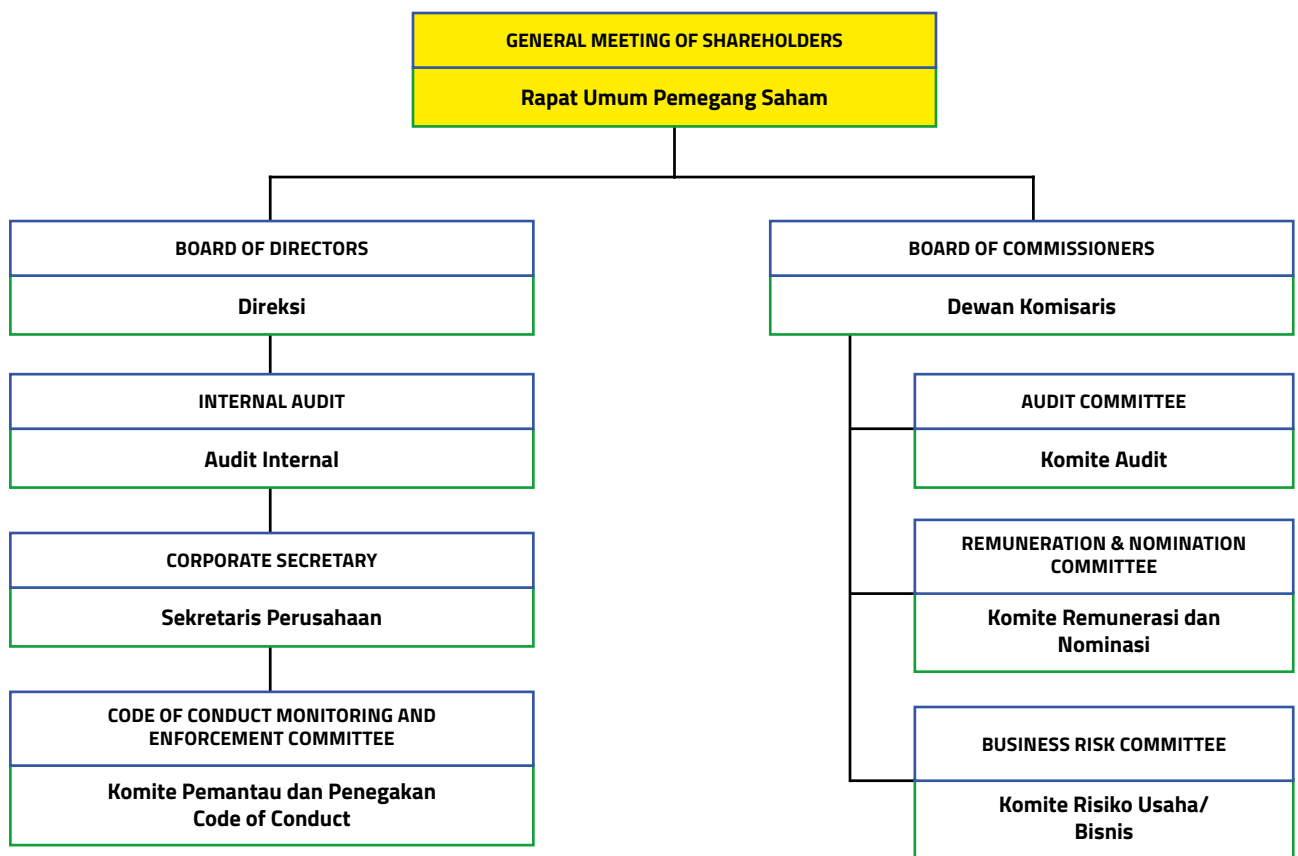 GENERAL MEETING OF SHAREHOLDERS
Rapat Umum Pemegang Saham
BOARD OF DIRECTORS
Direksi
INTERNAL AUDIT
Audit Internal
CORPORATE SECRETARY
Sekretaris Perusahaan
CODE OF CONDUCT MONITORING AND
ENFORCEMENT COMMITTEE
Komite Pemantau dan Penegakan
Code of Conduct
BOARD OF COMMISSIONERS
Dewan Komisaris
AUDIT COMMITTEE
Komite Audit
REMUNERATION & NOMINATION
COMMITTEE
Komite Remunerasi dan
Nominasi
BUSINESS RISK COMMITTEE
Komite Risiko Usaha/
Bisnis